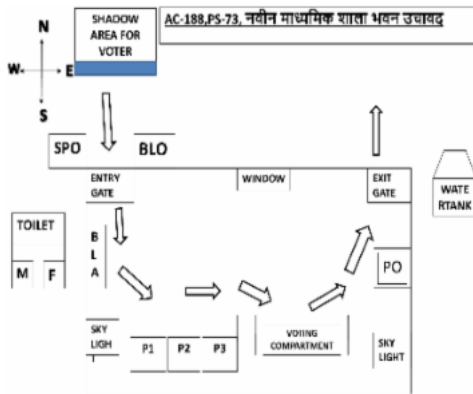 SHADOW
AREA FOR
VOTER
AC-188,PS-73, नवीन माध्यमिक शाला भवन उचावद
N
W
E
S
SPO
BLO
ENTRY
GATE
WINDOW
EXIT
GATE
WATE
RTANK
TOILET
M
F
B
L
A
PO
SKY
LIGH
T
P1
P2
P3
VOTING
COMPARTMENT
SKY
LIGHT